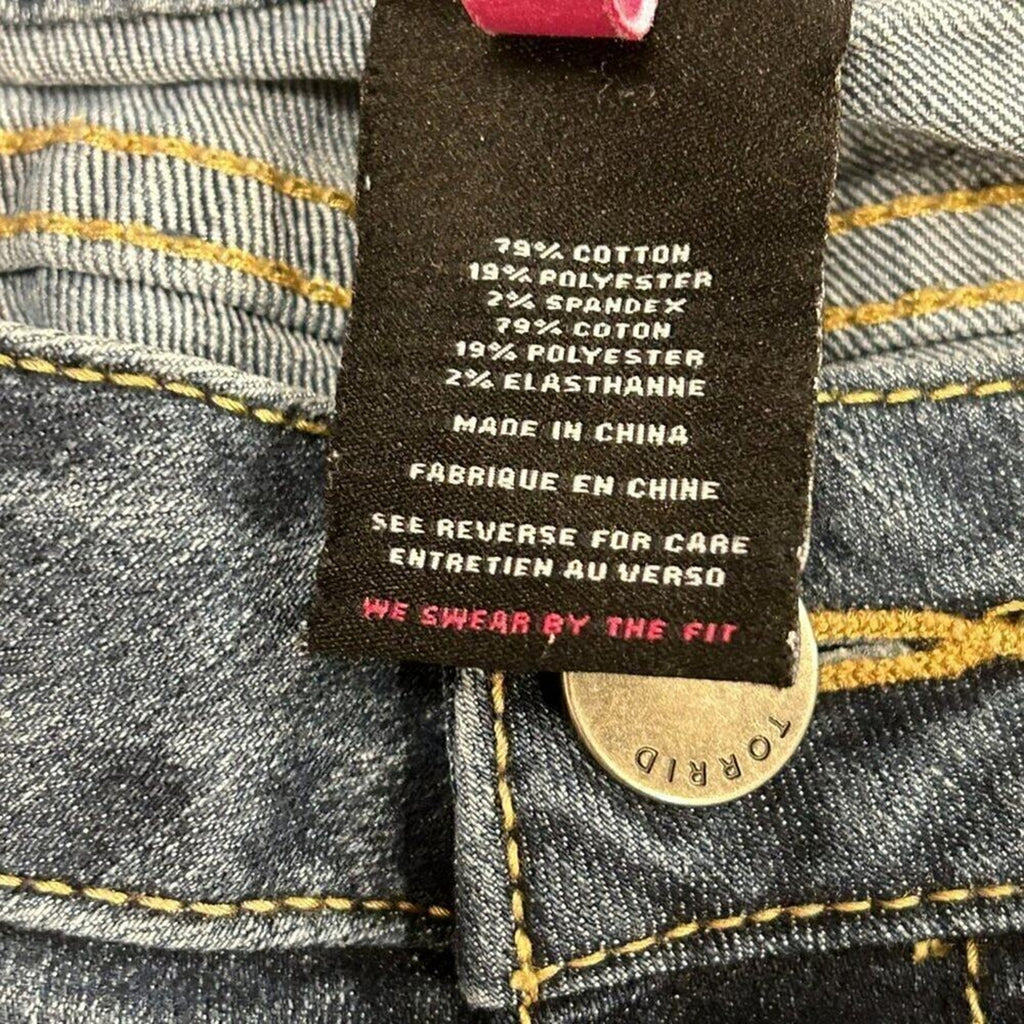 79% COTTON
19% POLYESTER
2% SPANDEX
79% COTON
19% POLYESTER
2% ELASTHANNE
MADE IN CHINA
FABRIQUE EN CHINE
SEE REVERSE FOR CARE
ENTRETIEN AU VERSO
WE SWEAR BY THE FIT
TORRID